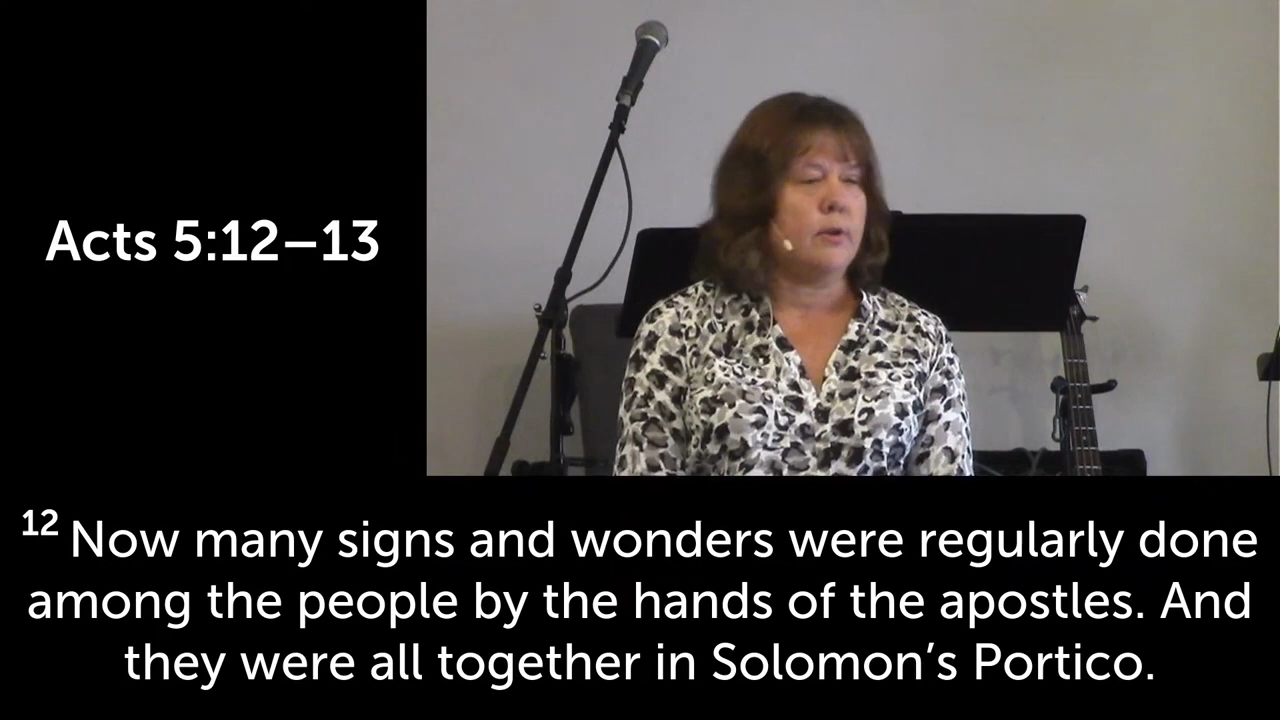 Acts 5:12–13
12 Now many signs and wonders were regularly done
among the people by the hands of the apostles. And
they were all together in Solomon’s Portico.